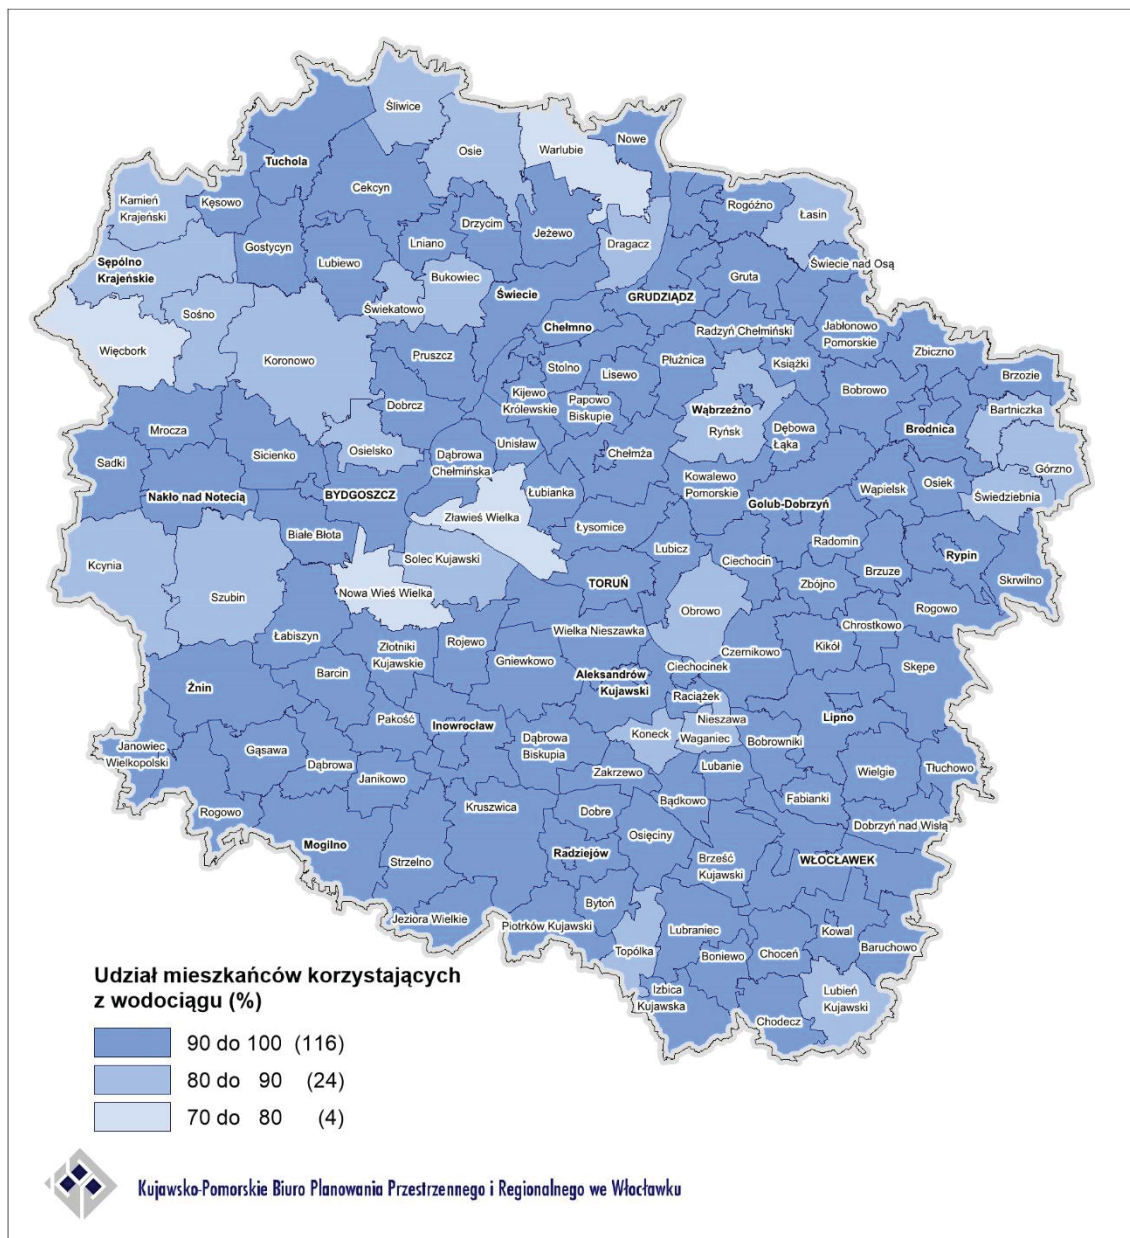 Śliwice
Osie
Warlubie
Nowe
Tuchola
Cekcyn
Kamień
Krajeński
Kęsowo
Rogóźno
Łasin
Drzycim
Gostycyn
Lniano
Jeżewo
Dragacz
Lubiewo
Sępólno
Krajeńskie
Bukowiec
Świecie nad Osą
Gruta
Świecie
GRUDZIĄDZ
Świekatowo
Sośno
Chełmno
Radzyń Chełmiński
Jabłonowo
Pomorskie
Więcbork
Koronowo
Pruszcz
Stolno
Lisewo
Płużnica
Książki
Zbiczno
Brzozie
Bobrowo
Kijewo
Królewskie
Papowo
Biskupie
Dobrcz
Wąbrzeźno
Bartniczka
Mrocza
Ryńsk
Dębowa
Łąka
Brodnica
Sadki
Sicienko
Osielsko
Dąbrowa
Chełmińska
Unisław
Chełmża
Górzno
Kowalewo
Pomorskie
Wąpielsk
Osiek
Świedziebnia
Nakło nad Notecią
BYDGOSZCZ
Łubianka
Golub-Dobrzyń
Zławieś Wielka
Łysomice
Białe Błota
Lubicz
Radomin
Rypin
Kcynia
Solec Kujawski
Ciechocin
Brzuze
Skrwilno
Szubin
Nowa Wieś Wielka
TORUŃ
Zbójno
Obrowo
Rogowo
Chrostkowo
Łabiszyn
Wielka Nieszawka
Złotniki
Kujawskie
Rojewo
Kikół
Czernikowo
Gniewkowo
Skępe
Barcin
Aleksandrów
Kujawski
Ciechocinek
Żnin
Raciążek
Pakość
Inowrocław
Nieszawa
Lipno
Koneck
Waganiec
Bobrowniki
Dąbrowa
Biskupia
Janowiec
Wielkopolski
Gąsawa
Dąbrowa
Janikowo
Zakrzewo
Lubanie
Wielgie
Tłuchowo
Kruszwica
Bądkowo
Fabianki
Rogowo
Dobre
Dobrzyń nad Wisłą
Osięciny
Mogilno
Strzelno
Radziejów
Brześć
Kujawski
WŁOCŁAWEK
Bytoń
Jeziora Wielkie
Piotrków Kujawski
Lubraniec
Kowal
Topólka
Boniewo
Choceń
Baruchowo
Izbica
Kujawska
Lubień
Kujawski
Chodecz
Udział mieszkańców korzystających
z wodociągu (%)
90 do 100 (116)
80 do 90 (24)
70 do 80 (4)
Kujawsko-Pomorskie Biuro Planowania Przestrzennego i Regionalnego we Włocławku